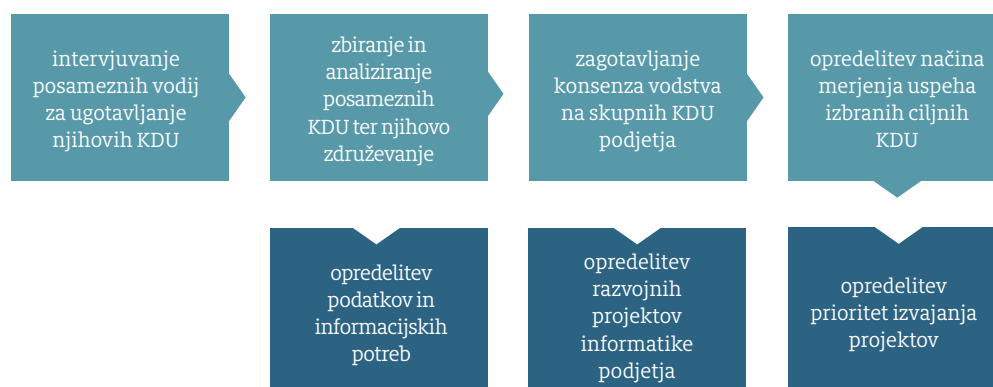 intervjuvanje
posameznih vodij
za ugotavljanje
njihovih KDU
zbiranje in
analiziranje
posameznih
KDU ter njihovo
združevanje
zagotavljanje
konsenza vodstva
na skupnih KDU
podjetja
opredelitev načina
merjenja uspeha
izbranih ciljnih
KDU
opredelitev
podatkov in
informacijskih
potreb
opredelitev
razvojnih
projektov
informatike
podjetja
opredelitev
prioritet izvajanja
projektov